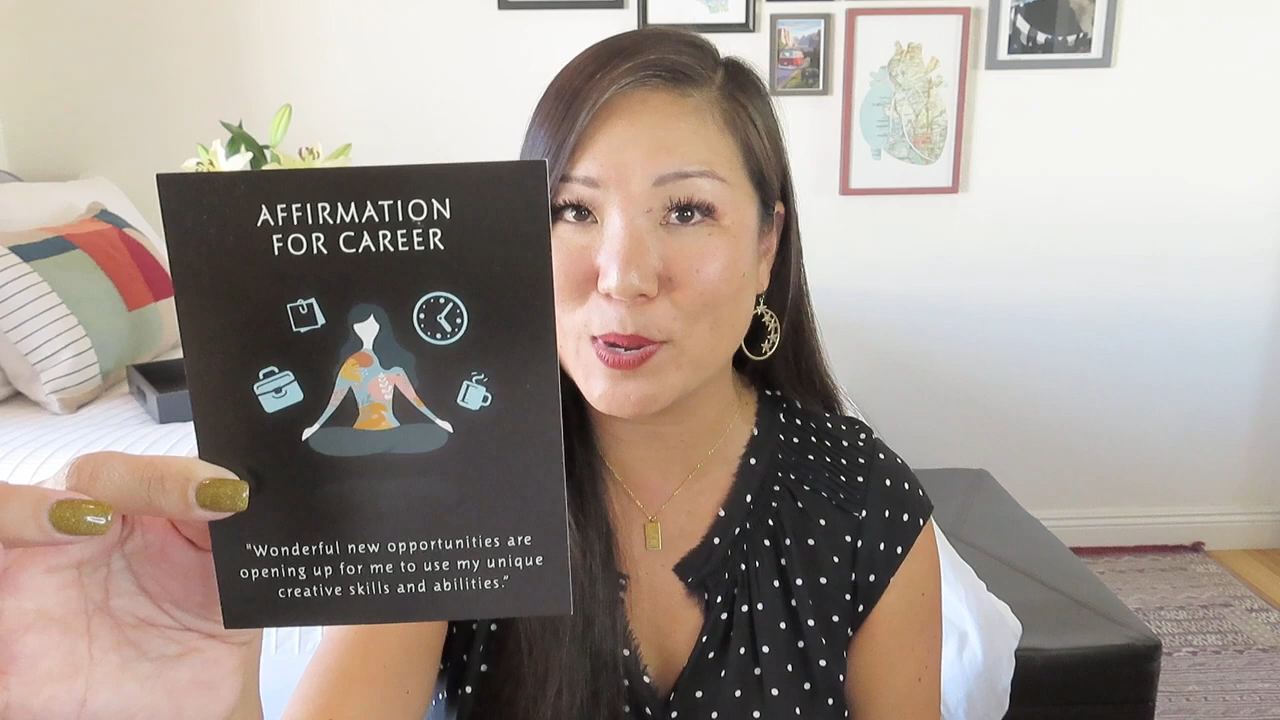 AFFIRMATION
FOR CAREER
"Wonderful new opportunities are
opening up for me to use my unique
creative skills and abilities."